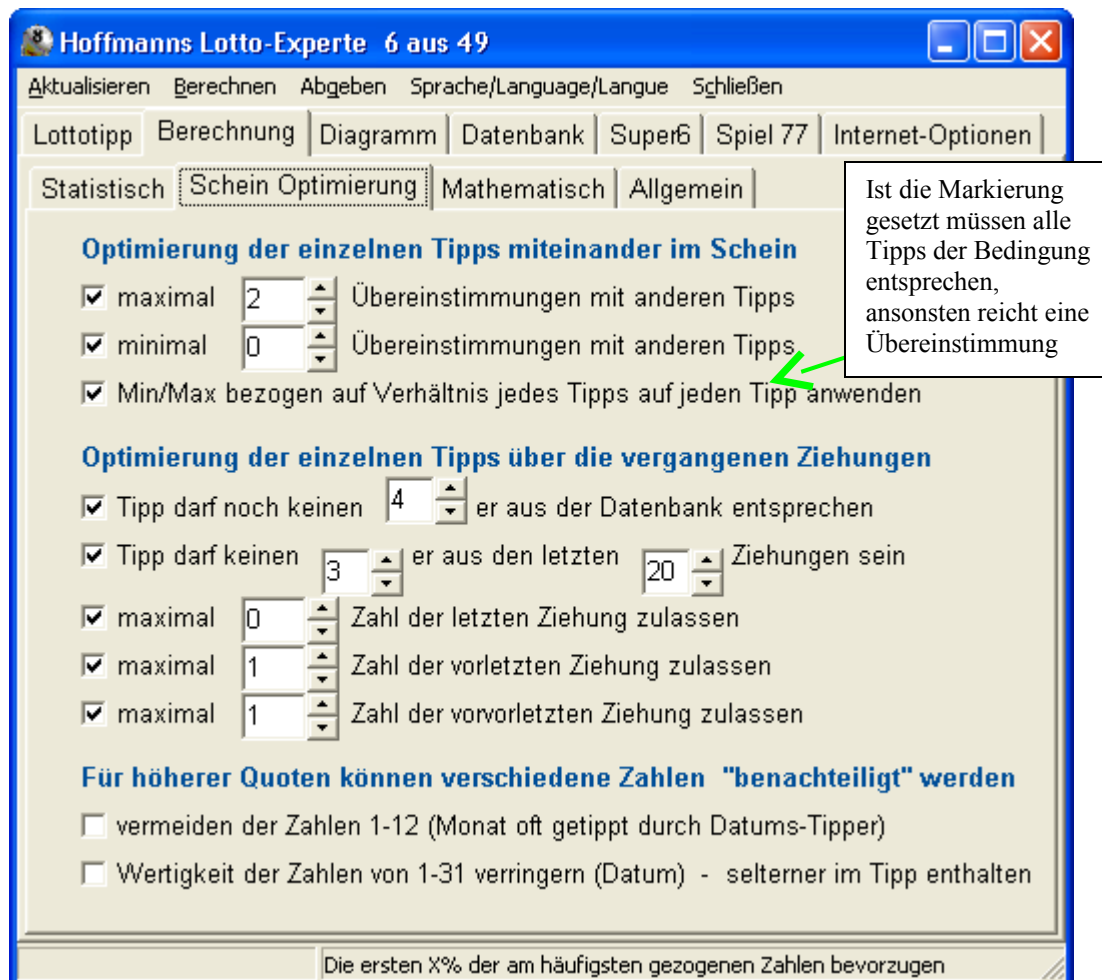 Hoffmanns Lotto-Experte 6 aus 49
Aktualisieren Berechnen Abgeben Sprache/Language/Langue Schließen
Lottotipp Berechnung Diagramm Datenbank Super6 Spiel 77 Internet-Optionen
Statistisch Schein Optimierung Mathematisch Allgemein
Ist die Markierung
gesetzt müssen alle
Tipps der Bedingung
entsprechen,
ansonsten reicht eine
Übereinstimmung
Optimierung der einzelnen Tipps miteinander im Schein
maximal 2 Übereinstimmungen mit anderen Tipps
minimal 0 Übereinstimmungen mit anderen Tipps
Min/Max bezogen auf Verhältnis jedes Tipps auf jeden Tipp anwenden
Optimierung der einzelnen Tipps über die vergangenen Ziehungen
Tipp darf noch keinen 4 er aus der Datenbank entsprechen
Tipp darf keinen 3 er aus den letzten 20 Ziehungen sein
maximal 0 Zahl der letzten Ziehung zulassen
maximal 1 Zahl der vorletzten Ziehung zulassen
maximal 1 Zahl der vorvorletzten Ziehung zulassen
Für höherer Quoten können verschiedene Zahlen "benachteiligt" werden
vermeiden der Zahlen 1-12 (Monat oft getippt durch Datums-Tipper)
Wertigkeit der Zahlen von 1-31 verringern (Datum) - selterner im Tipp enthalten
Die ersten X% der am häufigsten gezogenen Zahlen bevorzugen